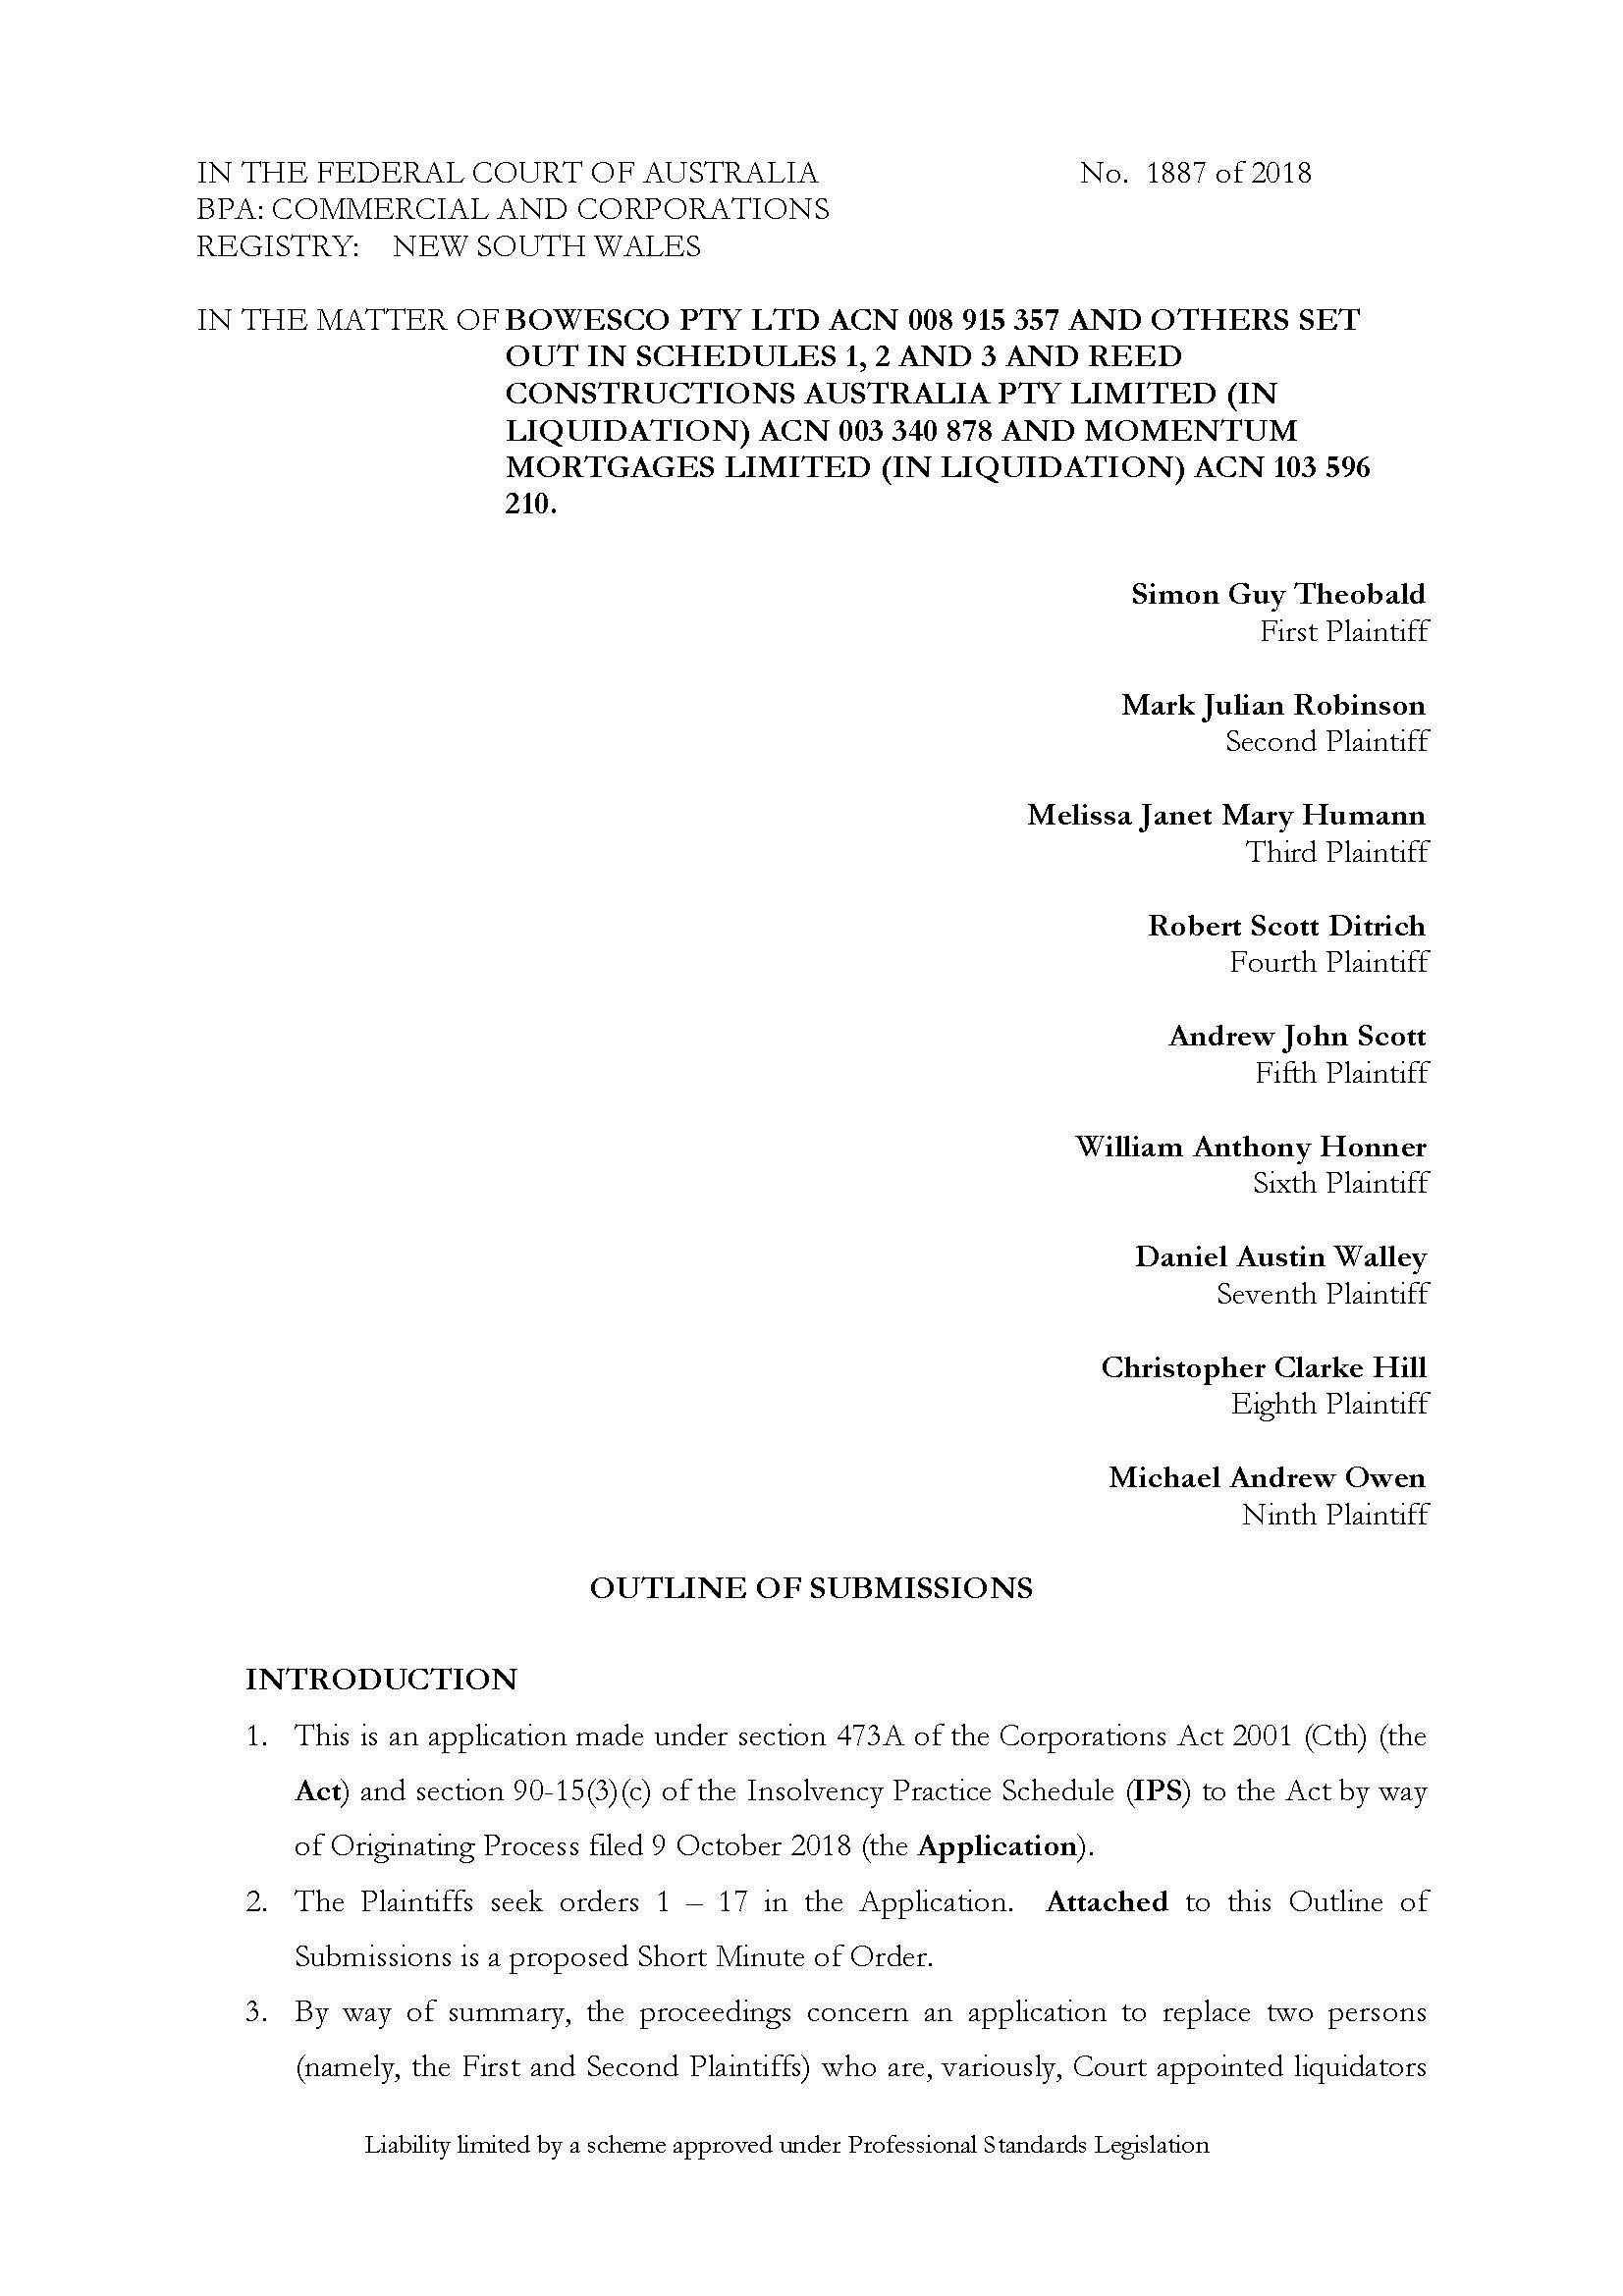 IN THE FEDERAL COURT OF AUSTRALIA No. 1887 of 2018
BPA: COMMERCIAL AND CORPORATIONS
REGISTRY: NEW SOUTH WALES
IN THE MATTER OF BOWESCO PTY LTD ACN 008 915 357 AND OTHERS SET
OUT IN SCHEDULES 1, 2 AND 3 AND REED
CONSTRUCTIONS AUSTRALIA PTY LIMITED (IN
LIQUIDATION) ACN 003 340 878 AND MOMENTUM
MORTGAGES LIMITED (IN LIQUIDATION) ACN 103 596
210.
Simon Guy Theobald
First Plaintiff
Mark Julian Robinson
Second Plaintiff
Melissa Janet Mary Humann
Third Plaintiff
Robert Scott Ditrich
Fourth Plaintiff
Andrew John Scott
Fifth Plaintiff
William Anthony Honner
Sixth Plaintiff
Daniel Austin Walley
Seventh Plaintiff
Christopher Clarke Hill
Eighth Plaintiff
Michael Andrew Owen
Ninth Plaintiff
OUTLINE OF SUBMISSIONS
INTRODUCTION
1. This is an application made under section 473A of the Corporations Act 2001 (Cth) (the
Act) and section 90-15(3)(c) of the Insolvency Practice Schedule (IPS) to the Act by way
of Originating Process filed 9 October 2018 (the Application).
2. The Plaintiffs seek orders 1 – 17 in the Application. Attached to this Outline of
Submissions is a proposed Short Minute of Order.
3. By way of summary, the proceedings concern an application to replace two persons
(namely, the First and Second Plaintiffs) who are, variously, Court appointed liquidators
Liability limited by a scheme approved under Professional Standards Legislation